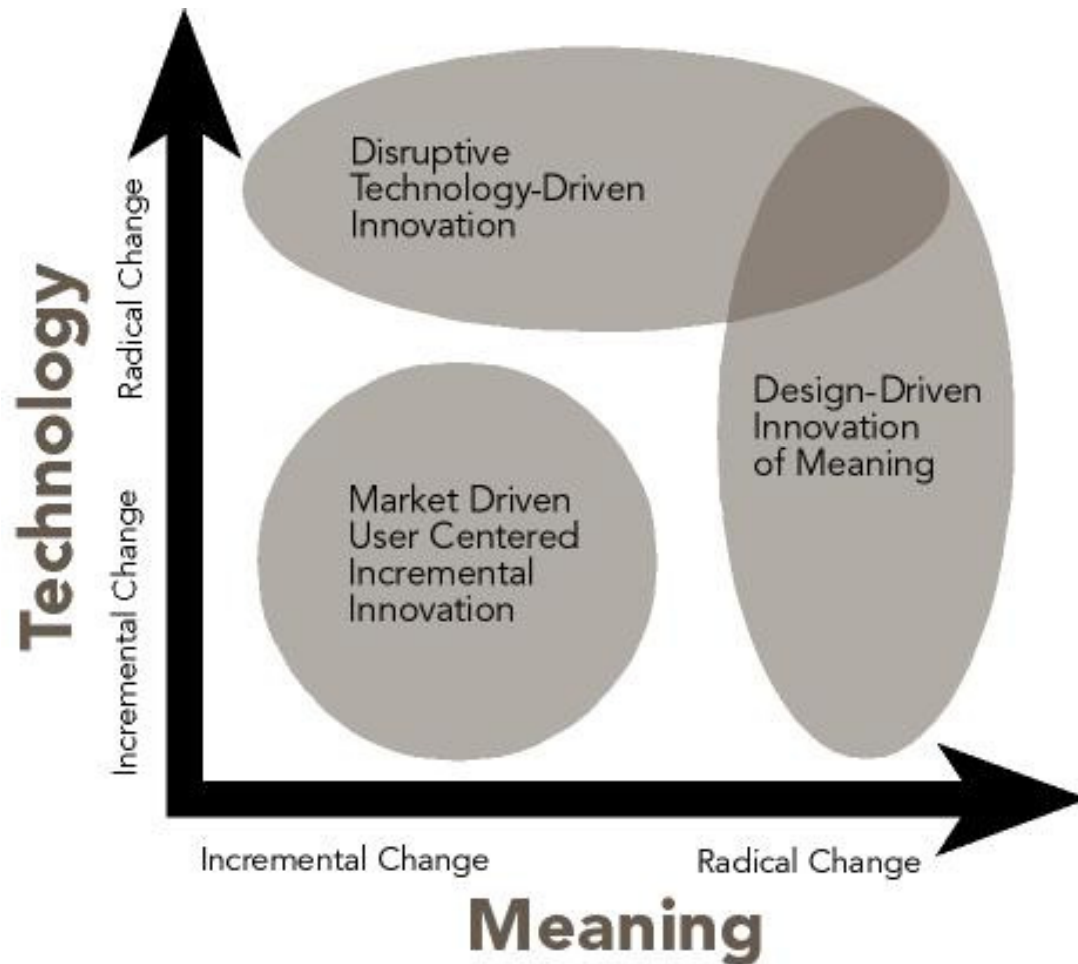 Technology
Radical Change
Incremental Change
Disruptive
Technology-Driven
Innovation
Design-Driven
Innovation
of Meaning
Market Driven
User Centered
Incremental
Innovation
Incremental Change
Radical Change
Meaning